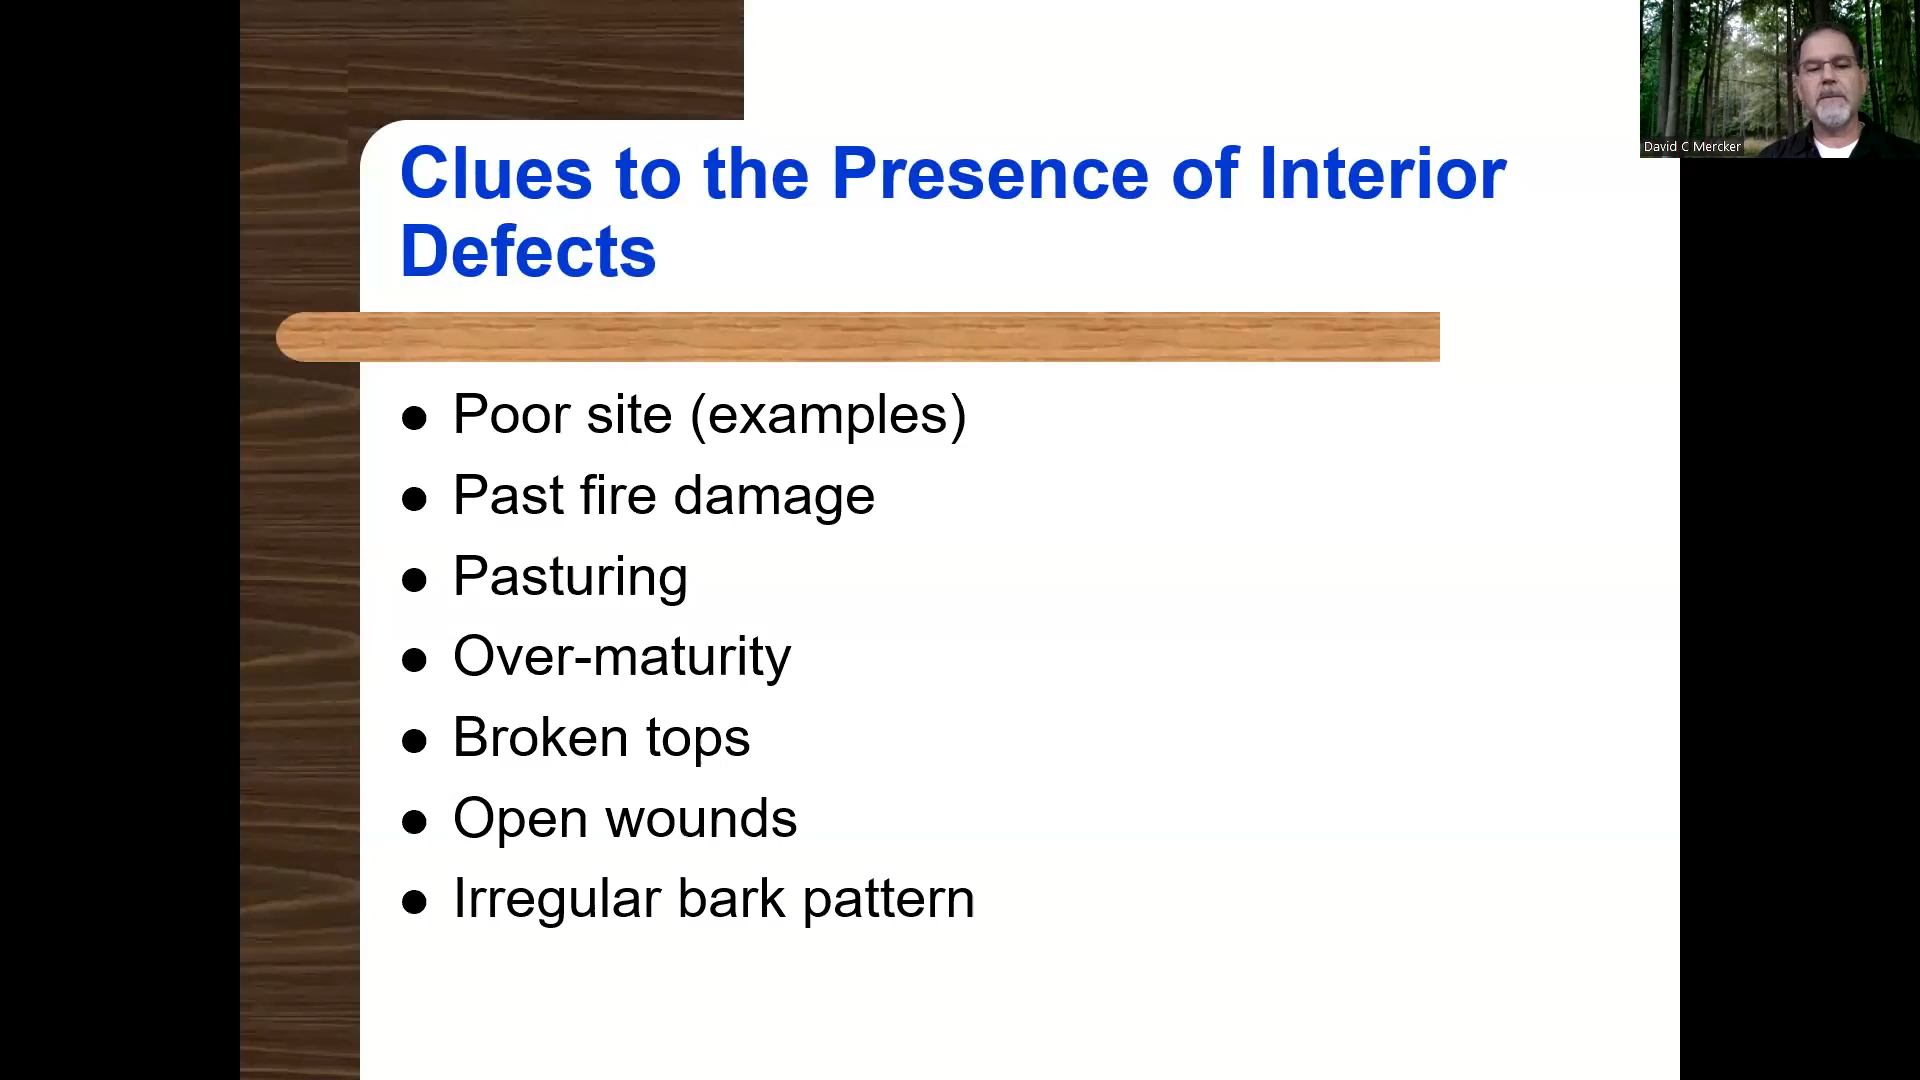 Clues to the Presence of Interior
Defects
● Poor site (examples)
● Past fire damage
● Pasturing
● Over-maturity
● Broken tops
● Open wounds
● Irregular bark pattern
David C Mercker